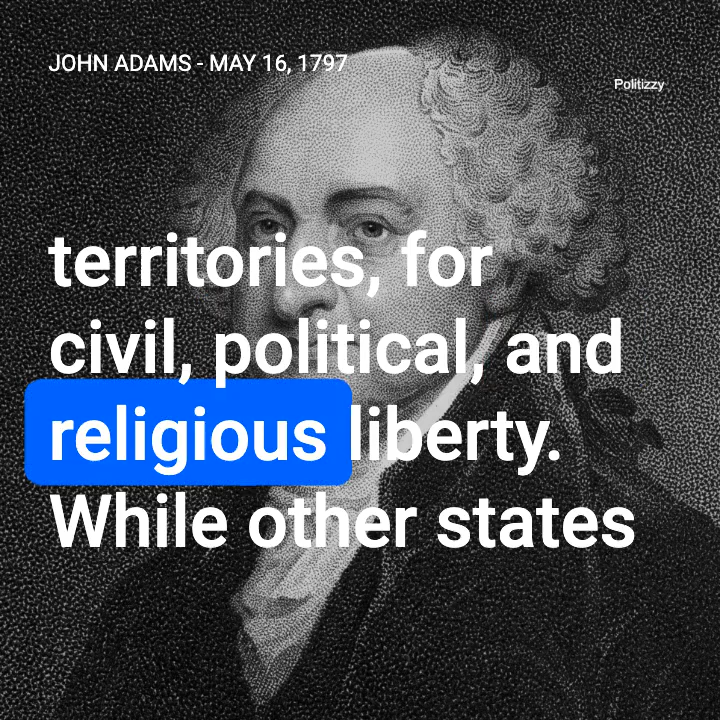 JOHN ADAMS - MAY 16, 1797
Politizzy
territories, for
civil, political, and
religious liberty.
While other states